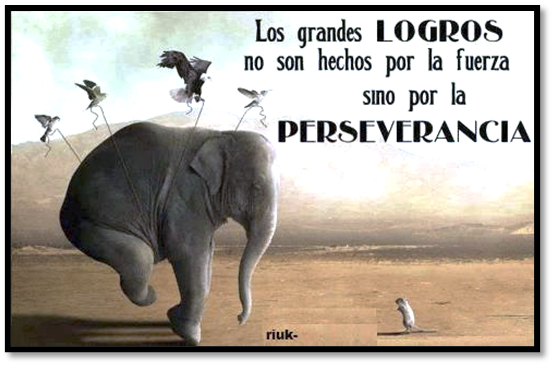 Los grandes LOGROS
no son hechos por la fuerza
sino por la
PERSEVERANCIA
riuk-